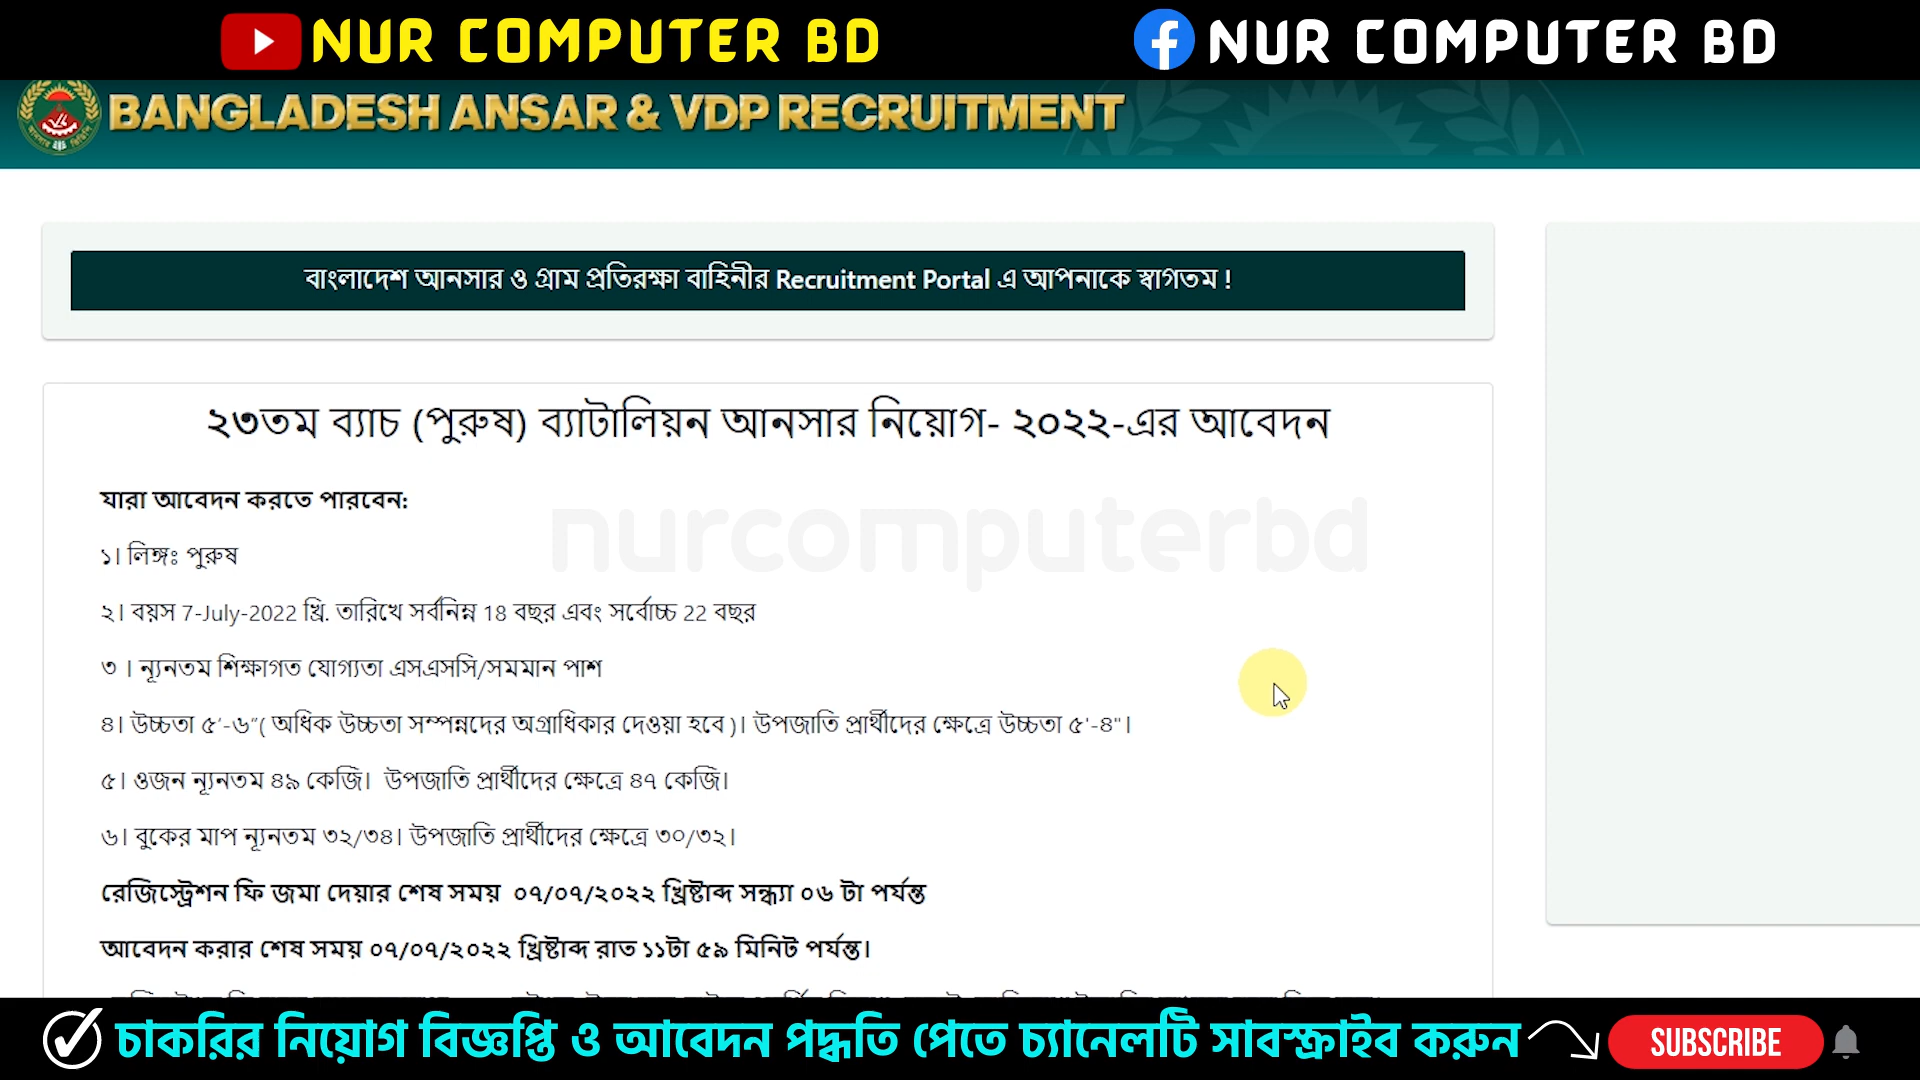 NUR COMPUTER BD
NUR COMPUTER BD
BANGLADESH ANSAR & VDP RECRUITMENT
বাংলাদেশ আনসার ও গ্রাম প্রতিরক্ষা বাহিনীর Recruitment Portal এ আপনাকে স্বাগতম !
২৩তম ব্যাচ (পুরুষ) ব্যাটালিয়ন আনসার নিয়োগ- ২০২২-এর আবেদন
যারা আবেদন করতে পারবেন:
nurcomputerbd
১। লিঙ্গঃ পুরুষ
২। বয়স 7-July-2022 খ্রি. তারিখে সর্বনিম্ন 18 বছর এবং সর্বোচ্চ 22 বছর
৩ । ন্যূনতম শিক্ষাগত যোগ্যতা এসএসসি/সমমান পাশ
৪। উচ্চতা ৫'-৬"( অধিক উচ্চতা সম্পন্নদের অগ্রাধিকার দেওয়া হবে )। উপজাতি প্রার্থীদের ক্ষেত্রে উচ্চতা ৫'-৪"।
৫। ওজন ন্যূনতম ৪৯ কেজি। উপজাতি প্রার্থীদের ক্ষেত্রে ৪৭ কেজি।
৬। বুকের মাপ ন্যূনতম ৩২/৩৪। উপজাতি প্রার্থীদের ক্ষেত্রে ৩০/৩২।
রেজিস্ট্রেশন ফি জমা দেয়ার শেষ সময় ০৭/০৭/২০২২ খ্রিষ্টাব্দ সন্ধ্যা ০৬ টা পর্যন্ত
আবেদন করার শেষ সময় ০৭/০৭/২০২২ খ্রিষ্টাব্দ রাত ১১টা ৫৯ মিনিট পর্যন্ত।
চাকরির নিয়োগ বিজ্ঞপ্তি ও আবেদন পদ্ধতি পেতে চ্যানেলটি সাবস্ক্রাইব করুন
SUBSCRIBE